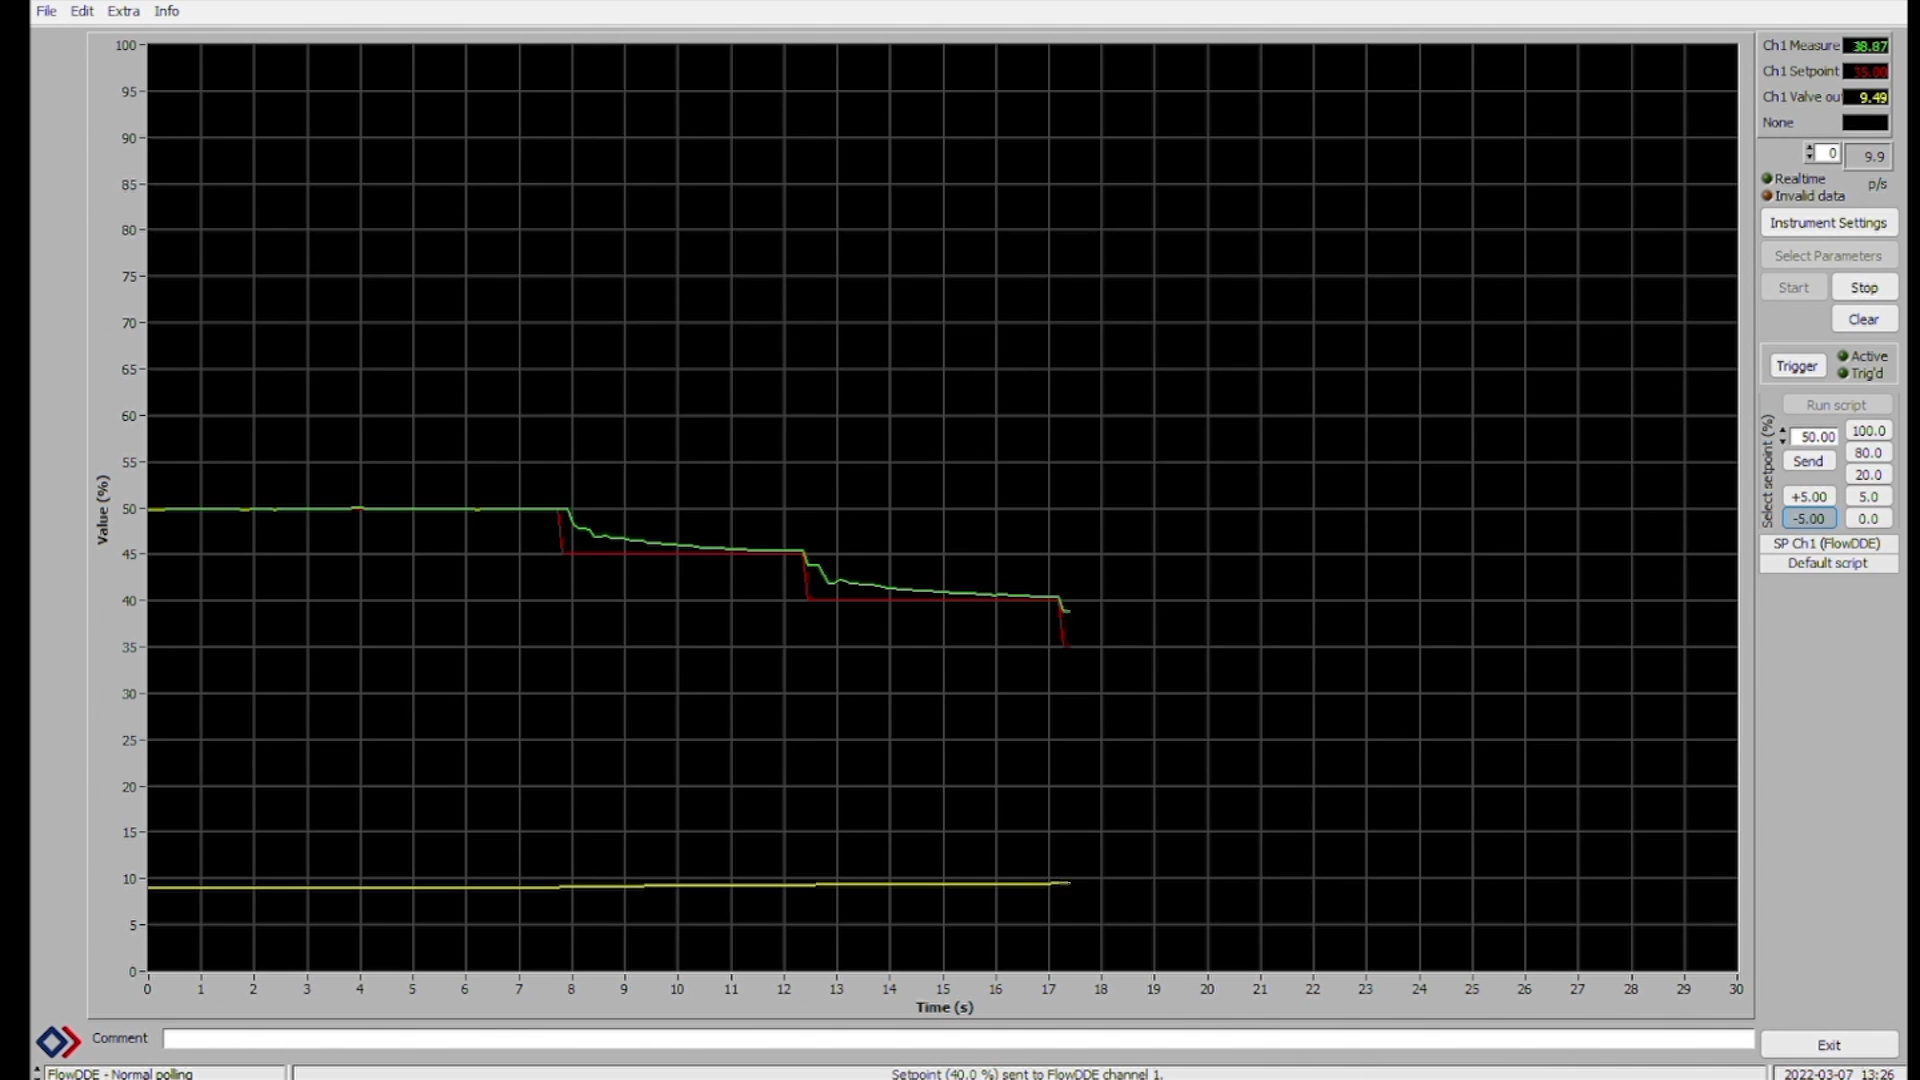 File Edit Extra Info
100
95
90
85
80
75
70
65
60
55
50
45
40
35
30
25
20
15
10
5
0
Value (%)
0 1 2 3 4 5 6 7 8 9 10 11 12 13 14 15 16 17 18 19 20 21 22 23 24 25 26 27 28 29 30
Time (s)
Ch1 Measure 38.87
Ch1 Setpoint 35.00
Ch1 Valve ou 9.49
None
0 9.9
Realtime p/s
Invalid data
Instrument Settings
Select Parameters
Start Stop
Clear
Trigger Active
Trig'd
Run script
Select setpoint (%)
50.00 100.0
Send 80.0
20.0
+5.00 5.0
-5.00 0.0
SP Ch1 (FlowDDE)
Default script
Comment
Exit
FlowDDE - Normal polling Setpoint (40.0 %) sent to FlowDDE channel 1. 2022-03-07 13:26